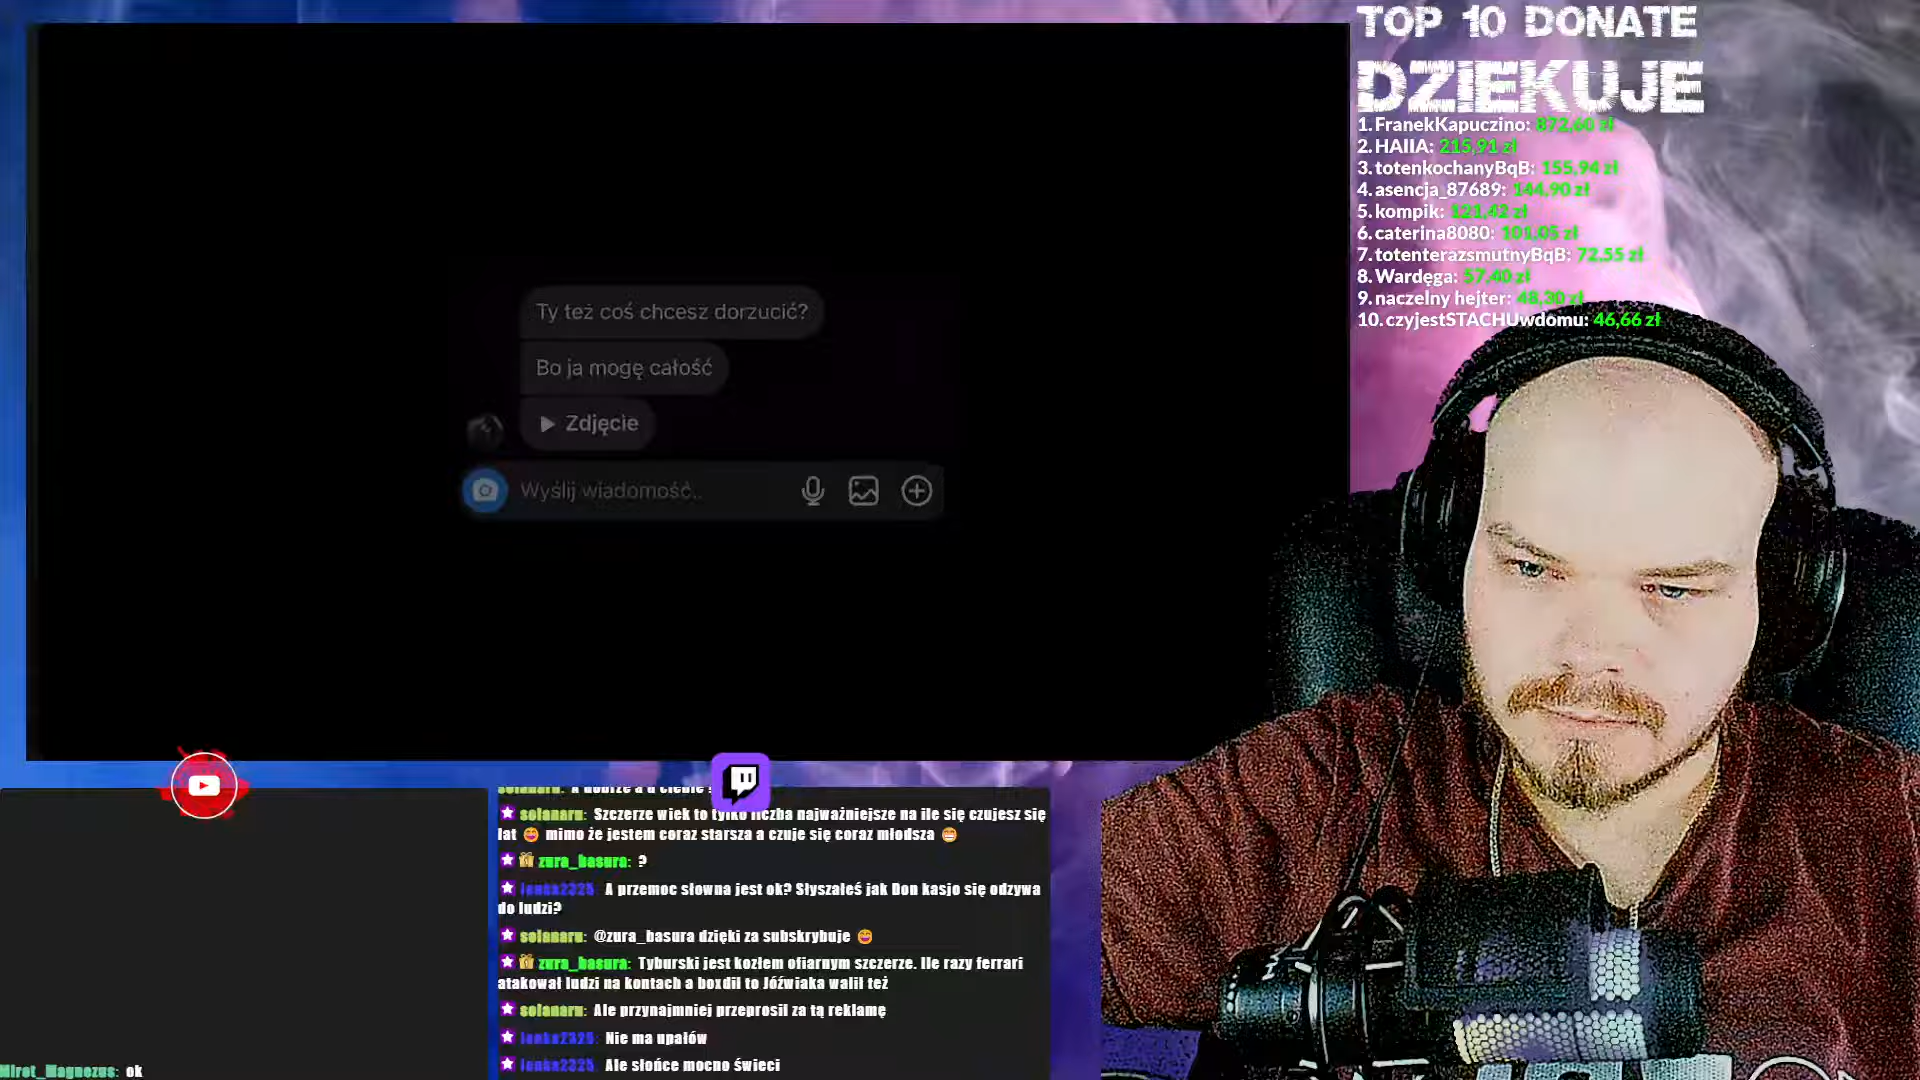 TOP 10 DONATE
DZIEKUJE
1. FranekKapuczino: 872,60 zł
2. HAIIA: 215,91 zł
3. totenkochanyBqB: 155,94 zł
4. asencja_87689: 144,90 zł
5. kompik: 121,42 zł
6. caterina8080: 101,05 zł
7. totenterazsmutnyBqB: 72,55 zł
8. Wardęga: 57,40 zł
9. naczelny hejter: 48,30 zł
10. czyjestSTACHUwdomu: 46,66 zł
Ty też coś chcesz dorzucić?
Bo ja mogę całość
Zdjęcie
Wyślij wiadomość...
solanaru: Szczerze wiek to tylko liczba najważniejsze na ile się czujesz się
lat 😄 mimo że jestem coraz starsza a czuje się coraz młodsza 😁
zura_basura: ?
lenka2325: A przemoc słowna jest ok? Słyszałeś jak Don kasjo się odzywa
do ludzi?
solanaru: @zura_basura dzięki za subskrybuje 😄
zura_basura: Tyburski jest kozłem ofiarnym szczerze. Ile razy ferrari
atakował ludzi na kontach a boxdil to Jóźwiaka walil też
solanaru: Ale przynajmniej przeprosil za tą reklamę
lenka2325: Nie ma upałów
lenka2325: Ale słońce mocno świeci
Mirot_Magnezus: ok